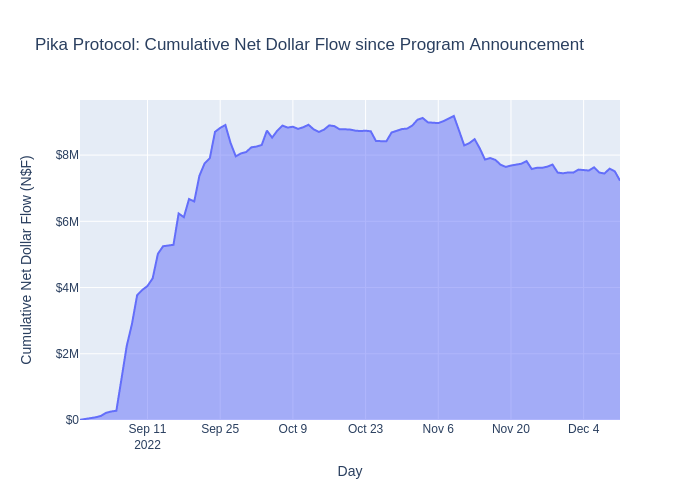 Pika Protocol: Cumulative Net Dollar Flow since Program Announcement
Cumulative Net Dollar Flow (N$F)
$8M
$6M
$4M
$2M
$0
Sep 11
2022
Sep 25
Oct 9
Oct 23
Nov 6
Nov 20
Dec 4
Day